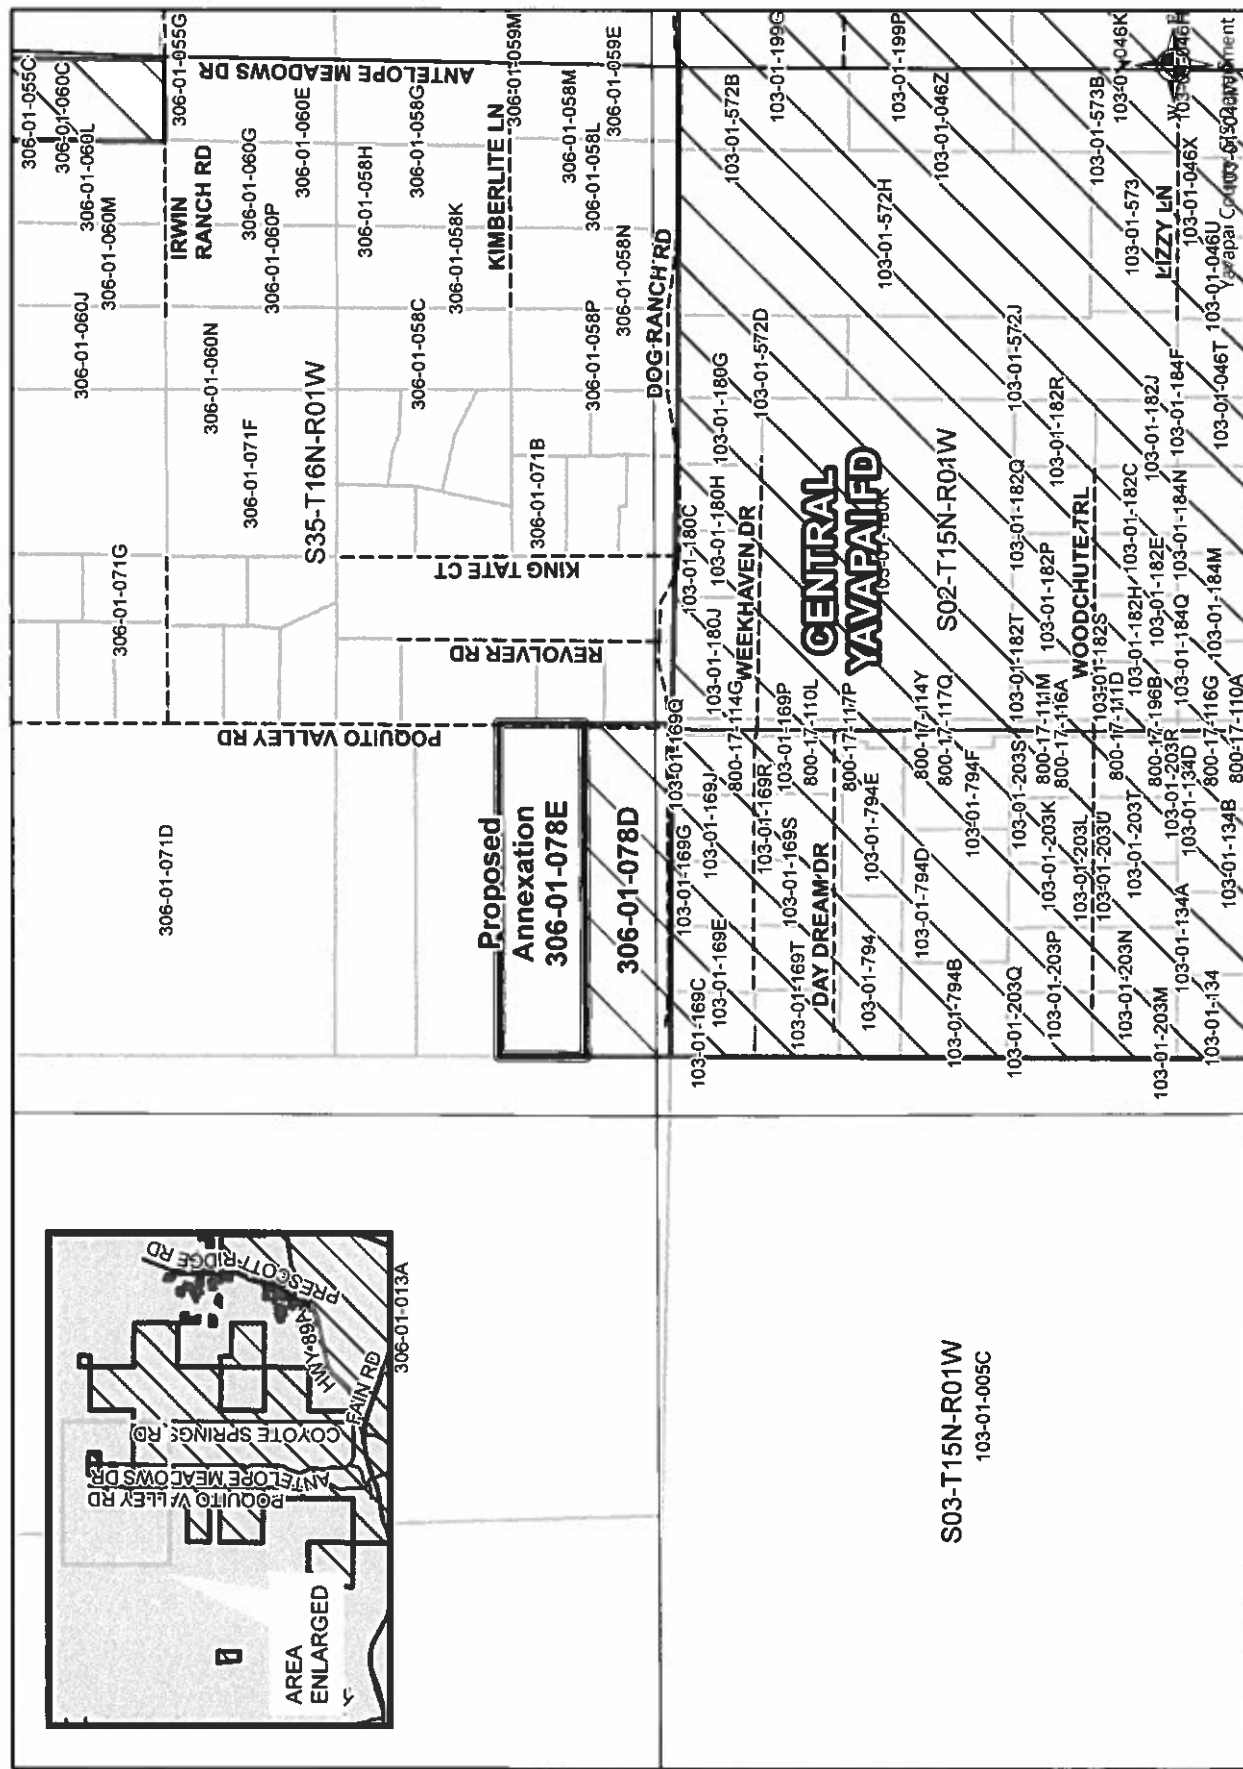 AREA
ENLARGED
POQUITO VALLEY RD
ANTELOPE MEADOWS DR
COYOTE SPRINGS RD
FAIN RD
HWY 89A
PRESCOTT RIDGE RD
306-01-013A
306-01-071D
306-01-071G
306-01-060J
306-01-060M
306-01-055C
306-01-060C
306-01-060L
306-01-055G
IRWIN
RANCH RD
ANTELOPE MEADOWS DR
306-01-060N
306-01-071F
306-01-060G
306-01-060P
306-01-060E
S35-T16N-R01W
306-01-058H
306-01-058G
306-01-058C
306-01-058K
KIMBERLITE LN
306-01-059M
306-01-071B
306-01-058M
306-01-058P
306-01-058L
306-01-059E
306-01-058N
KING TATE CT
REVOLVER RD
POQUITO VALLEY RD
DOG RANCH RD
Proposed
Annexation
306-01-078E
306-01-078D
103-01-169Q
103-01-169C
103-01-169G
103-01-169E
103-01-169J
103-01-180C
103-01-180J
103-01-180H
103-01-180G
103-01-572B
103-01-199G
800-17-114G
WEEKHAVEN DR
103-01-572D
103-01-169R
103-01-169P
103-01-169T
103-01-169S
800-17-110L
DAY DREAM DR
CENTRAL
YAVAPAI FD
103-01-180R
800-17-117P
103-01-794
103-01-794E
103-01-794D
103-01-794B
103-01-794F
800-17-114Y
800-17-117Q
103-01-572H
103-01-199P
103-01-046Z
S02-T15N-R01W
S03-T15N-R01W
103-01-005C
103-01-203Q
103-01-203S
103-01-182T
103-01-182Q
103-01-572J
103-01-203P
103-01-203K
800-17-111M
800-17-116A
103-01-182P
103-01-182R
103-01-203L
103-01-203U
WOODCHUTE TRL
103-01-182S
103-01-573B
103-01-046K
103-01-203N
103-01-203T
800-17-111D
103-01-182H
103-01-182C
103-01-573
103-01-203M
103-01-203R
800-17-196B
103-01-182E
103-01-182J
LIZZY LN
103-01-134A
103-01-134D
103-01-184Q
103-01-184N
103-01-184F
103-01-046X
103-01-046H
W
E
103-01-134
800-17-116G
103-01-184M
103-01-046T
103-01-046U
103-01-134B
800-17-110A